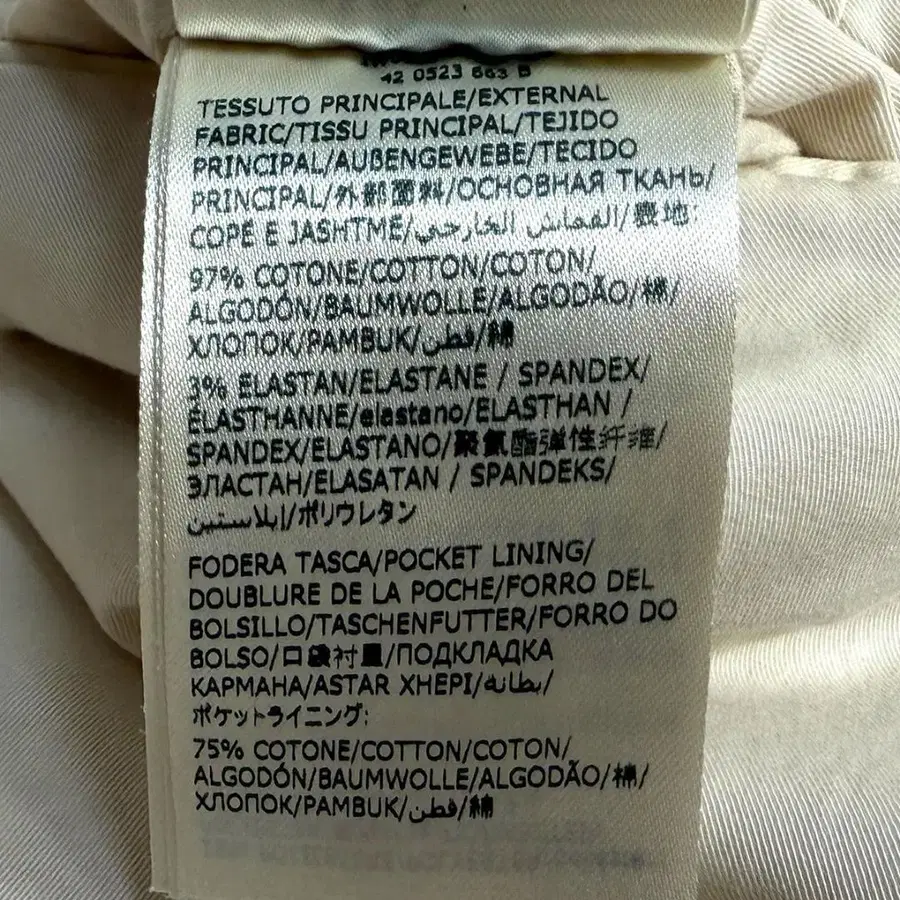 42 0523 663 B
TESSUTO PRINCIPALE/EXTERNAL
FABRIC/TISSU PRINCIPAL/TEJIDO
PRINCIPAL/AUßENGEWEBE/TECIDO
PRINCIPAL/外部面料/ОСНОВНАЯ ТКАНЬ/
COPË E JASHTME/القماش الخارجي/表地:
97% COTONE/COTTON/COTON/
ALGODÓN/BAUMWOLLE/ALGODÃO/棉/
ХЛОПОК/PAMBUK/قطن/綿
3% ELASTAN/ELASTANE / SPANDEX/
ÉLASTHANNE/elastano/ELASTHAN /
SPANDEX/ELASTANO/聚氨酯弹性纤维/
ЭЛАСТАН/ELASATAN / SPANDEKS/
إيلاستين/ポリウレタン
FODERA TASCA/POCKET LINING/
DOUBLURE DE LA POCHE/FORRO DEL
BOLSILLO/TASCHENFUTTER/FORRO DO
BOLSO/口袋衬里/ПОДКЛАДКА
КАРМАНА/ASTAR XHEPI/بطانه/
ポケットライニング:
75% COTONE/COTTON/COTON/
ALGODÓN/BAUMWOLLE/ALGODÃO/棉/
ХЛОПОК/PAMBUK/قطن/綿